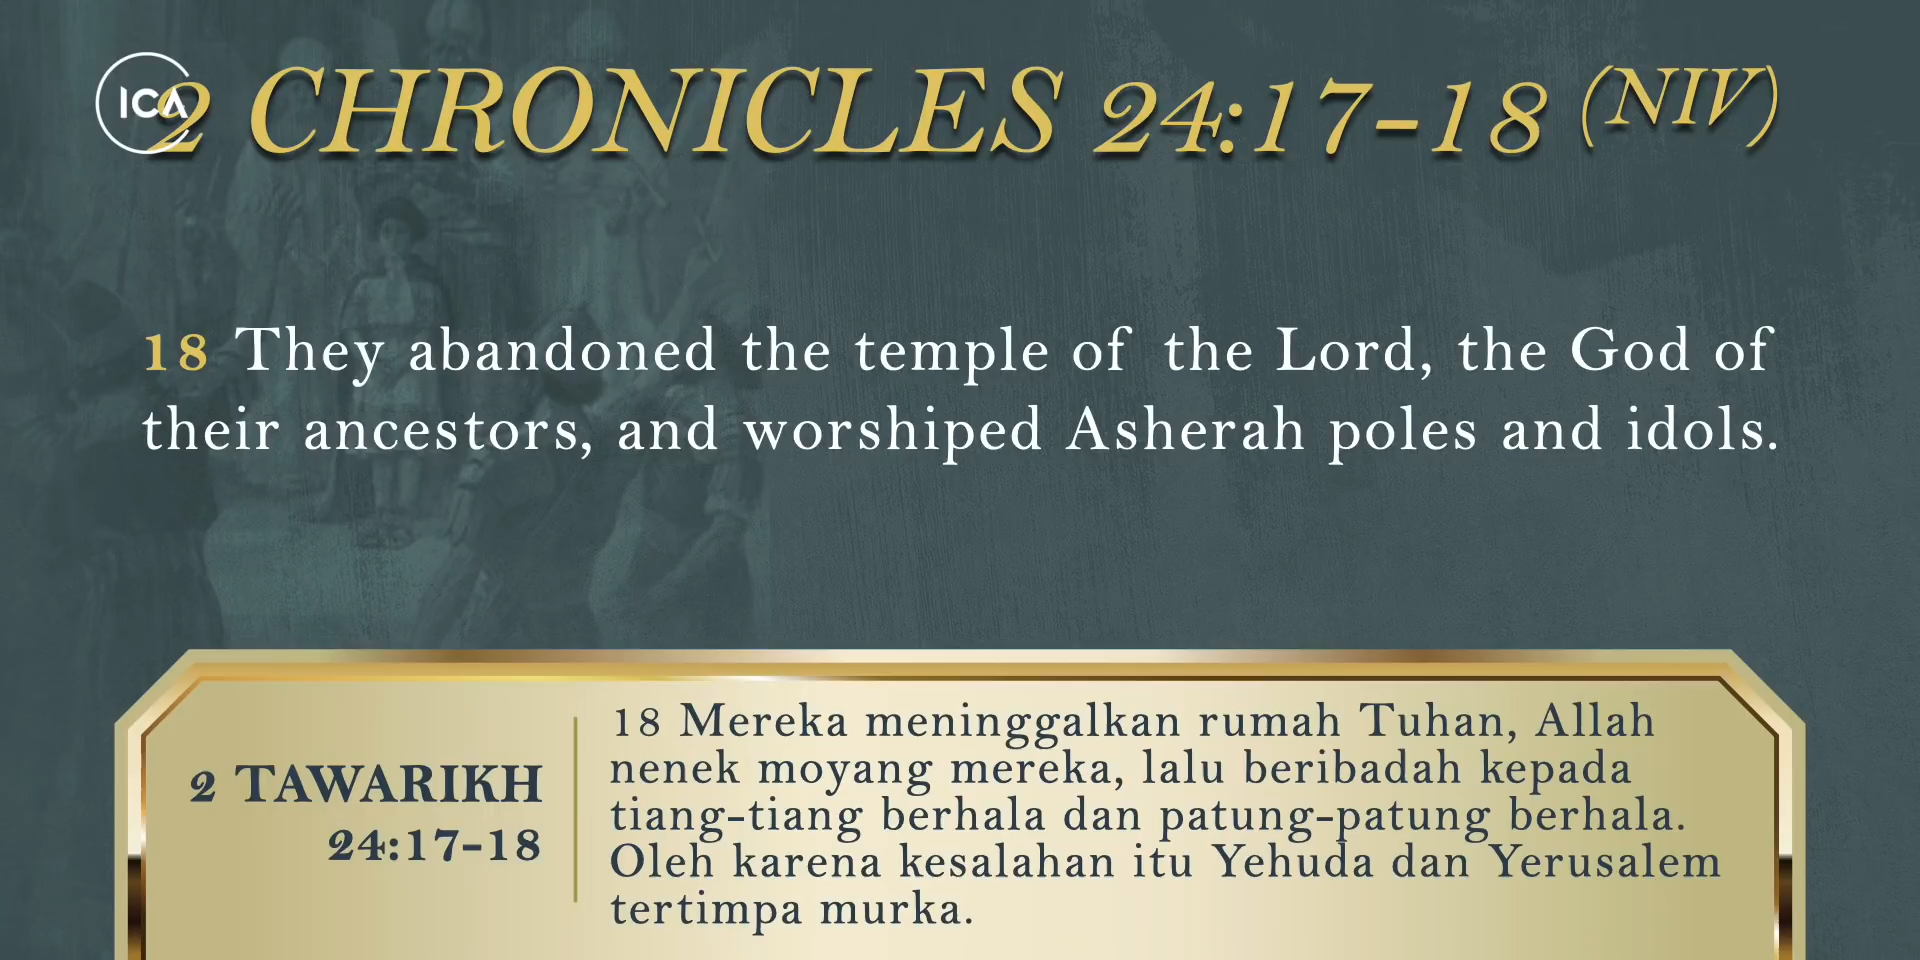 ICA
2 CHRONICLES 24:17-18 (NIV)
18 They abandoned the temple of the Lord, the God of
their ancestors, and worshiped Asherah poles and idols.
2 TAWARIKH
24:17-18
18 Mereka meninggalkan rumah Tuhan, Allah
nenek moyang mereka, lalu beribadah kepada
tiang-tiang berhala dan patung-patung berhala.
Oleh karena kesalahan itu Yehuda dan Yerusalem
tertimpa murka.